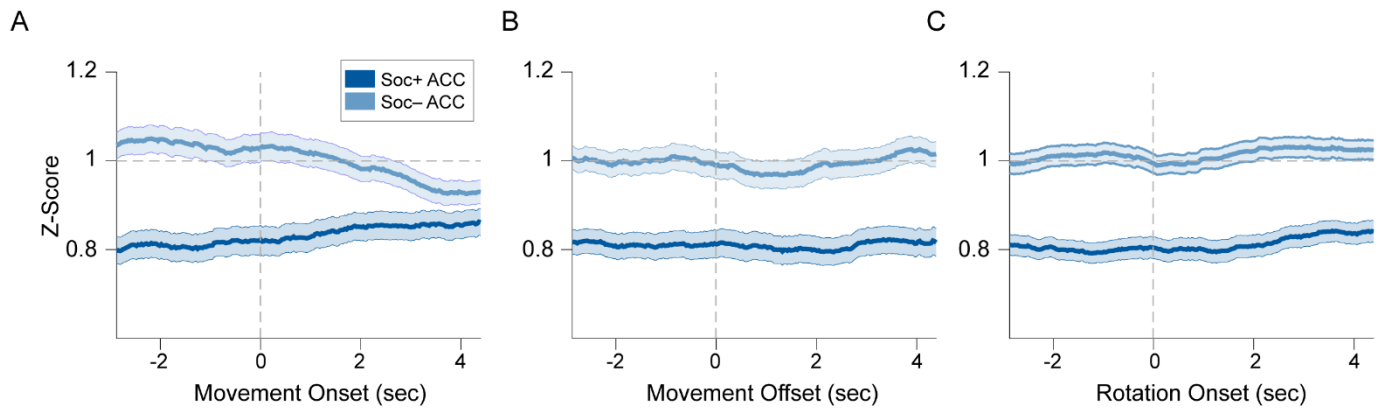 A
B
C
Z-Score
1.2
1
0.8
Soc+ ACC
Soc– ACC
-2
0
2
4
Movement Onset (sec)
1.2
1
0.8
-2
0
2
4
Movement Offset (sec)
1.2
1
0.8
-2
0
2
4
Rotation Onset (sec)